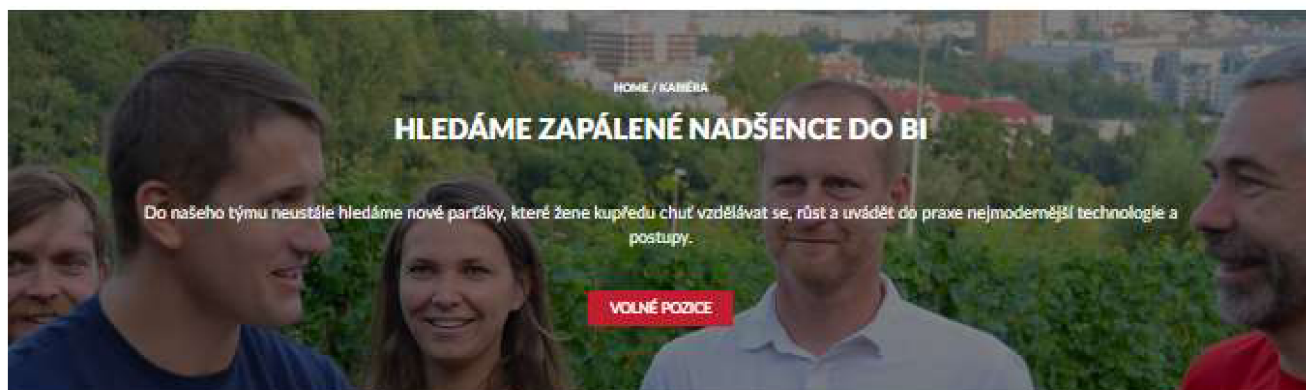 HOME / KARIÉRA
HLEDÁME ZAPÁLENÉ NADŠENCE DO BI
Do našeho týmu neustále hledáme nové parťáky, které žene kupředu chuť vzdělávat se, růst a uvádět do praxe nejmodernější technologie a
postupy.
VOLNÉ POZICE